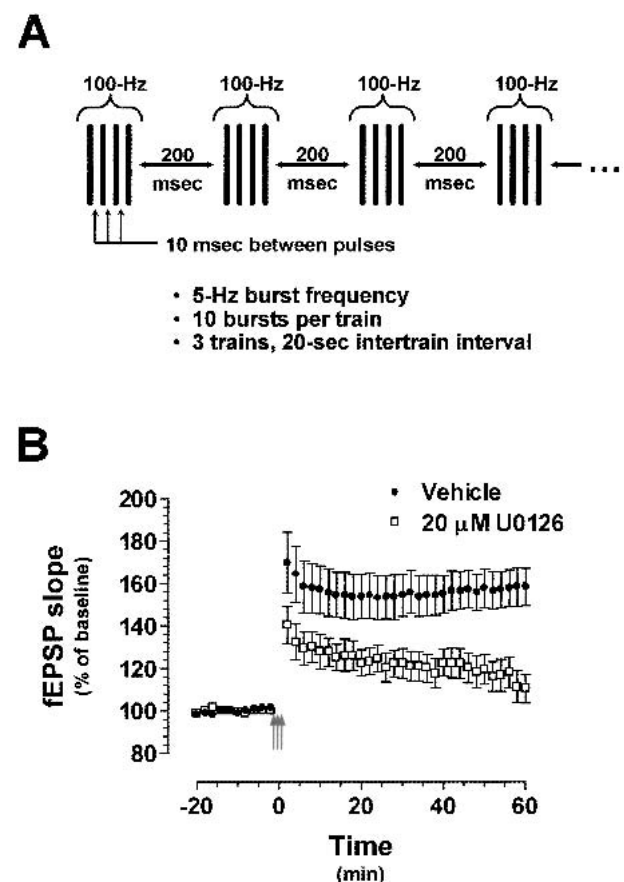 A
100-Hz 100-Hz 100-Hz 100-Hz
200 200 200
msec msec msec
...
10 msec between pulses
• 5-Hz burst frequency
• 10 bursts per train
• 3 trains, 20-sec intertrain interval
B
Vehicle
20 μM U0126
fEPSP slope
(% of baseline)
200
180
160
140
120
100
80
-20 0 20 40 60
Time
(min)